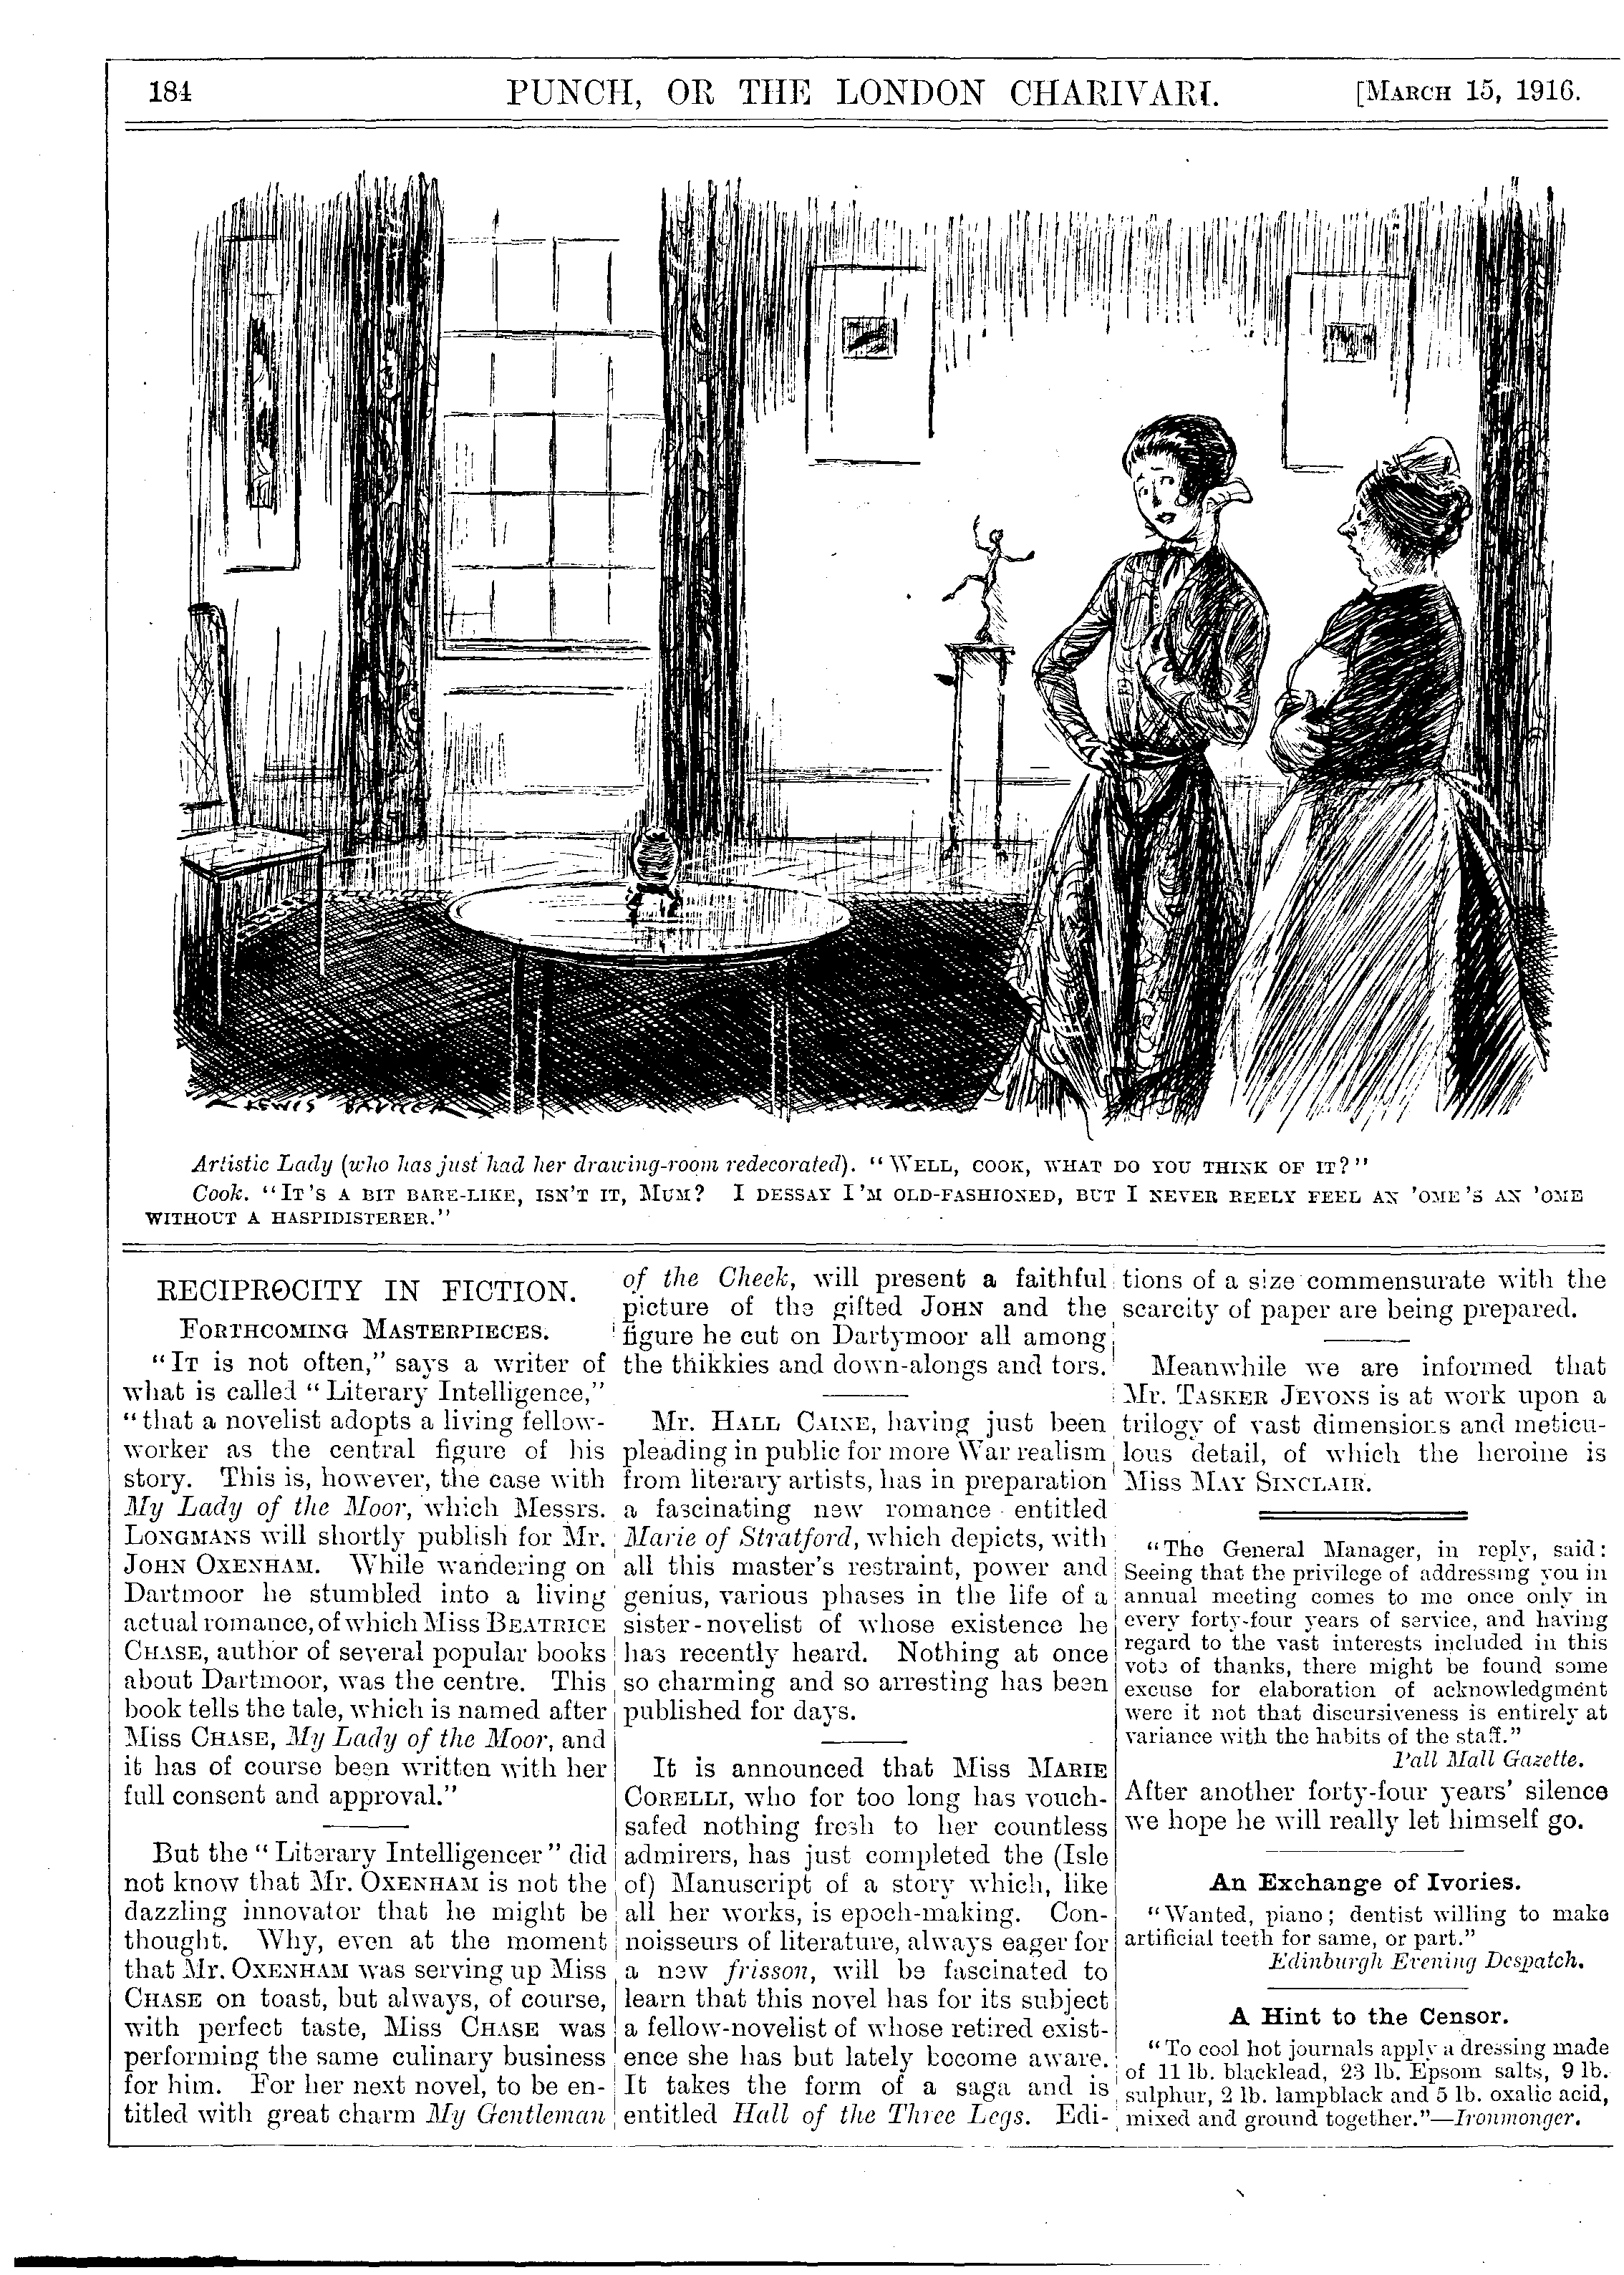 184
PUNCH, OR THE LONDON CHARIVARI.
[MARCH 15, 1916.
LEWIS BAUMER
Artistic Lady (who has just had her drawing-room redecorated). "WELL, COOK, WHAT DO YOU THINK OF IT?"
Cook. "IT'S A BIT BARE-LIKE, ISN'T IT, MUM? I DESSAY I'M OLD-FASHIONED, BUT I NEVER REELY FEEL AN 'OME'S AN 'OME
WITHOUT A HASPIDISTERER."
RECIPROCITY IN FICTION.
FORTHCOMING MASTERPIECES.
"IT is not often," says a writer of
what is called "Literary Intelligence,"
"that a novelist adopts a living fellow-
worker as the central figure of his
story. This is, however, the case with
My Lady of the Moor, which Messrs.
LONGMANS will shortly publish for Mr.
JOHN OXENHAM. While wandering on
Dartmoor he stumbled into a living
actual romance, of which Miss BEATRICE
CHASE, author of several popular books
about Dartmoor, was the centre. This
book tells the tale, which is named after
Miss CHASE, My Lady of the Moor, and
it has of course been written with her
full consent and approval."
But the "Literary Intelligencer" did
not know that Mr. OXENHAM is not the
dazzling innovator that he might be
thought. Why, even at the moment
that Mr. OXENHAM was serving up Miss
CHASE on toast, but always, of course,
with perfect taste, Miss CHASE was
performing the same culinary business
for him. For her next novel, to be en-
titled with great charm My Gentleman
of the Cheek, will present a faithful
picture of the gifted JOHN and the
figure he cut on Dartymoor all among
the thikkies and down-alongs and tors.
Mr. HALL CAINE, having just been
pleading in public for more War realism
from literary artists, has in preparation
a fascinating new romance entitled
Marie of Stratford, which depicts, with
all this master's restraint, power and
genius, various phases in the life of a
sister-novelist of whose existence he
has recently heard. Nothing at once
so charming and so arresting has been
published for days.
It is announced that Miss MARIE
CORELLI, who for too long has vouch-
safed nothing fresh to her countless
admirers, has just completed the (Isle
of) Manuscript of a story which, like
all her works, is epoch-making. Con-
noisseurs of literature, always eager for
a new frisson, will be fascinated to
learn that this novel has for its subject
a fellow-novelist of whose retired exist-
ence she has but lately become aware.
It takes the form of a saga and is
entitled Hall of the Three Legs. Edi-
tions of a size commensurate with the
scarcity of paper are being prepared.
Meanwhile we are informed that
Mr. TASKER JEVONS is at work upon a
trilogy of vast dimensions and meticu-
lous detail, of which the heroine is
Miss MAY SINCLAIR.
"The General Manager, in reply, said:
Seeing that the privilege of addressing you in
annual meeting comes to me once only in
every forty-four years of service, and having
regard to the vast interests included in this
vote of thanks, there might be found some
excuse for elaboration of acknowledgment
were it not that discursiveness is entirely at
variance with the habits of the staff."
Pall Mall Gazette.
After another forty-four years' silence
we hope he will really let himself go.
An Exchange of Ivories.
"Wanted, piano; dentist willing to make
artificial teeth for same, or part."
Edinburgh Evening Despatch.
A Hint to the Censor.
"To cool hot journals apply a dressing made
of 11 lb. blacklead, 23 lb. Epsom salts, 9 lb.
sulphur, 2 lb. lampblack and 5 lb. oxalic acid,
mixed and ground together."—Ironmonger.